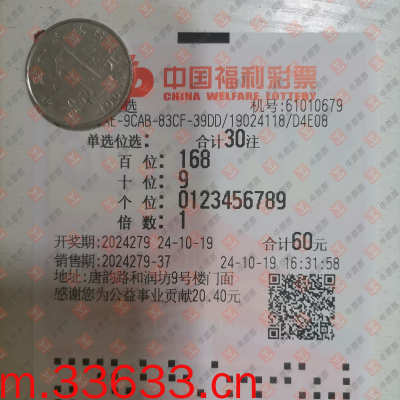 中国福利彩票
CHINA WELFARE LOTTERY
选 机号:61010679
-9CAB-83CF-39DD/19024118/D4E08
单选位选: 合计30注
百 位: 168
十 位: 9
个 位: 0123456789
倍 数: 1
开奖期:2024279 24-10-19 合计60元
销售期:2024279-37 24-10-19 16:31:58
地址:唐韵路和润坊9号楼门面
感谢您为公益事业贡献20.40元
m.33633.cn